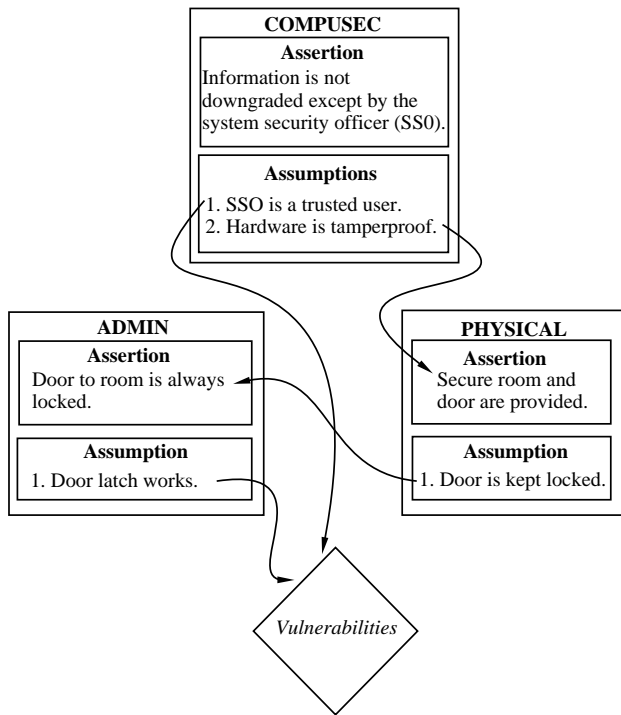 COMPUSEC
Assertion
Information is not
downgraded except by the
system security officer (SS0).
Assumptions
1. SSO is a trusted user.
2. Hardware is tamperproof.
ADMIN
Assertion
Door to room is always
locked.
Assumption
1. Door latch works.
PHYSICAL
Assertion
Secure room and
door are provided.
Assumption
1. Door is kept locked.
Vulnerabilities